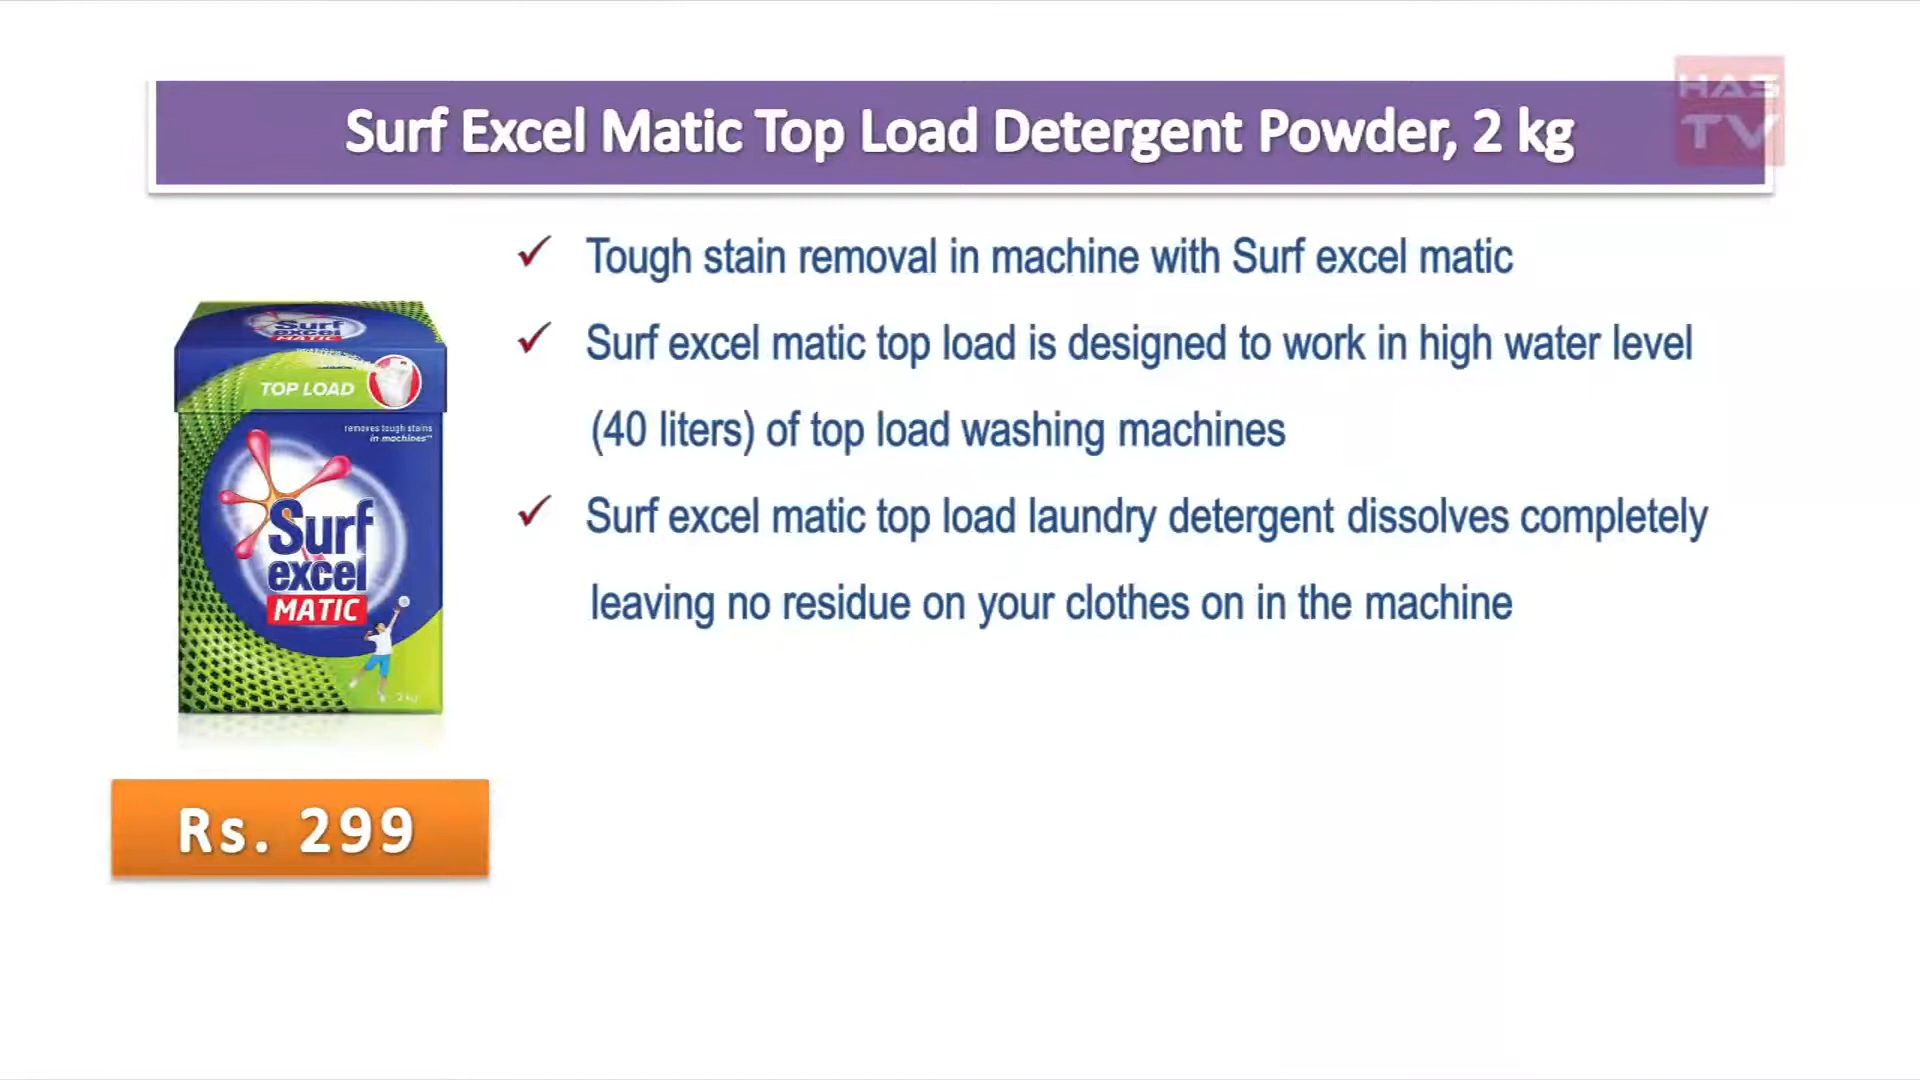 Surf Excel Matic Top Load Detergent Powder, 2 kg
HAS
TV
Tough stain removal in machine with Surf excel matic
Surf excel matic top load is designed to work in high water level
(40 liters) of top load washing machines
Surf excel matic top load laundry detergent dissolves completely
leaving no residue on your clothes on in the machine
Surf
excel
MATIC
TOP LOAD
removes tough stains
in machines
Surf
excel
MATIC
2 kg
Rs. 299